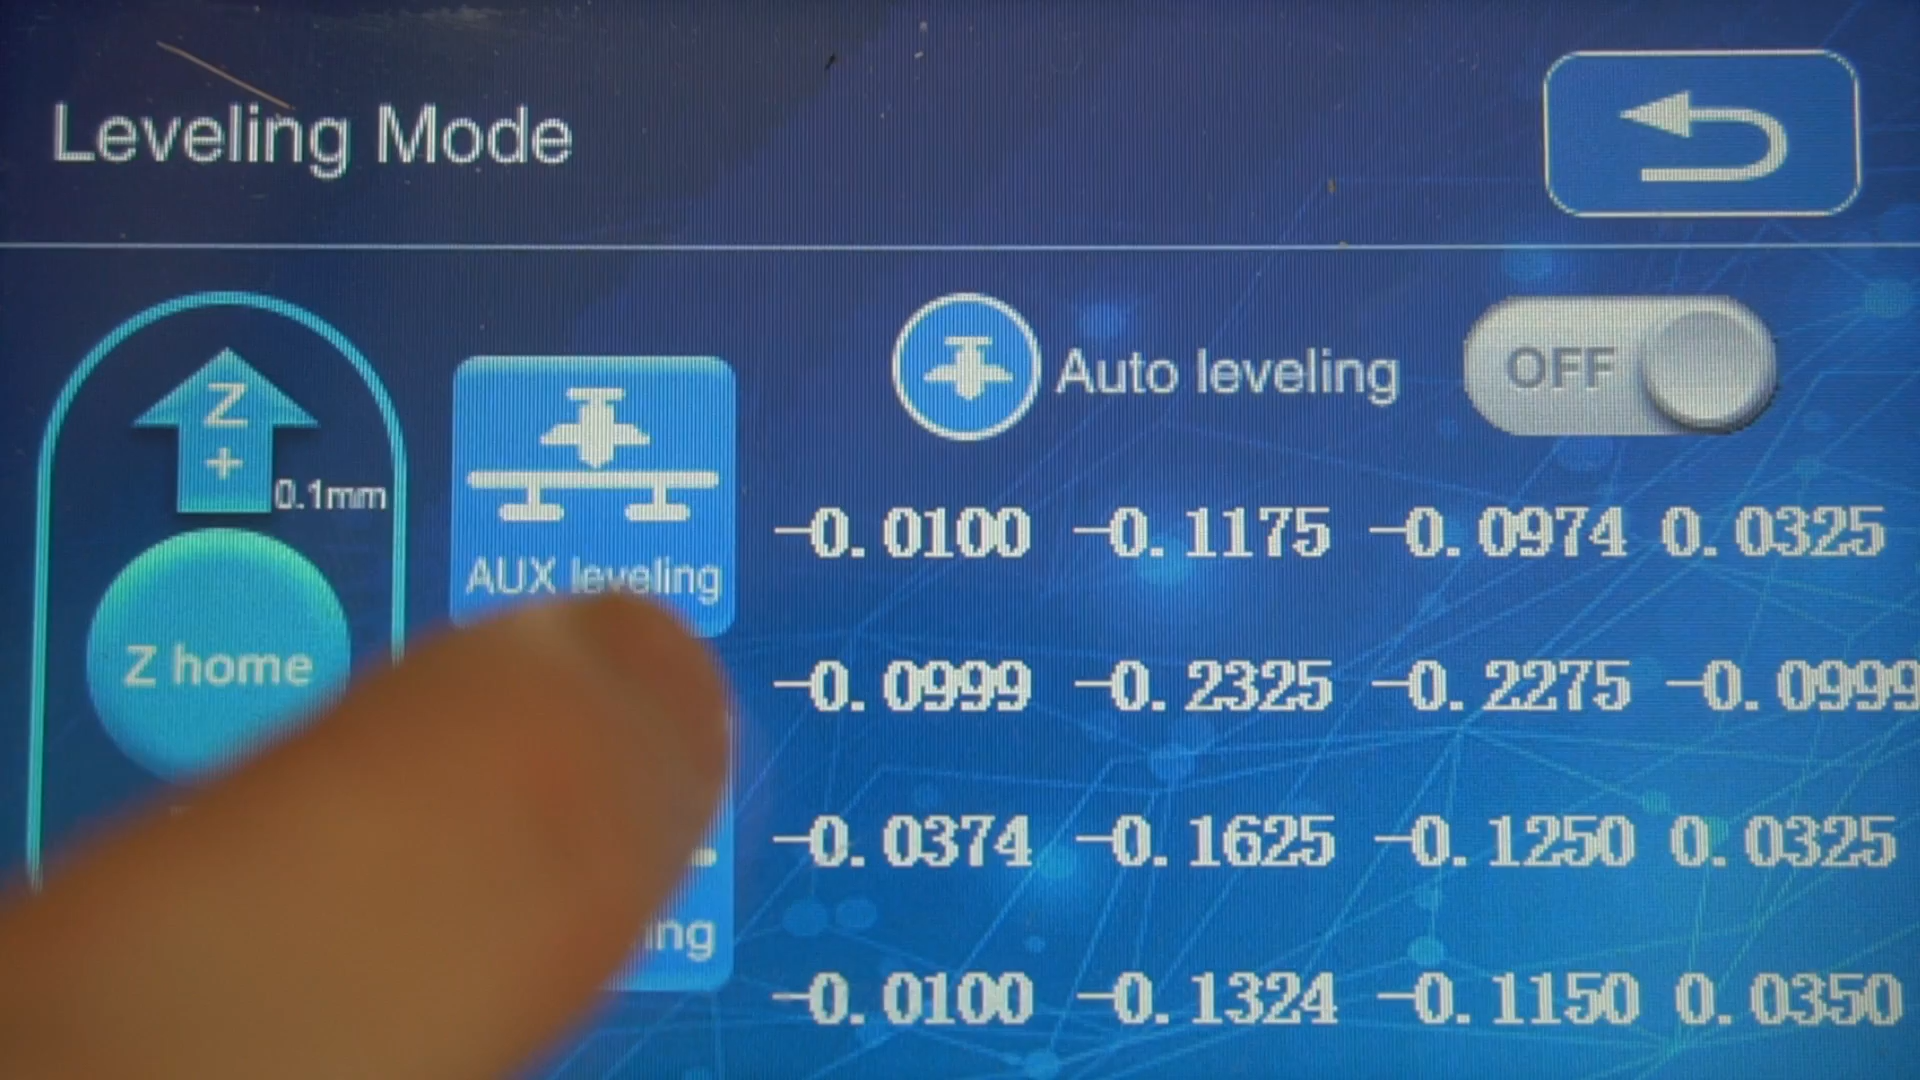 Leveling Mode
Z
+
0.1mm
Z home
AUX leveling
Auto leveling
OFF
-0.0100 -0.1175 -0.0974 0.0325
-0.0999 -0.2325 -0.2275 -0.0999
-0.0374 -0.1625 -0.1250 0.0325
-0.0100 -0.1324 -0.1150 0.0350